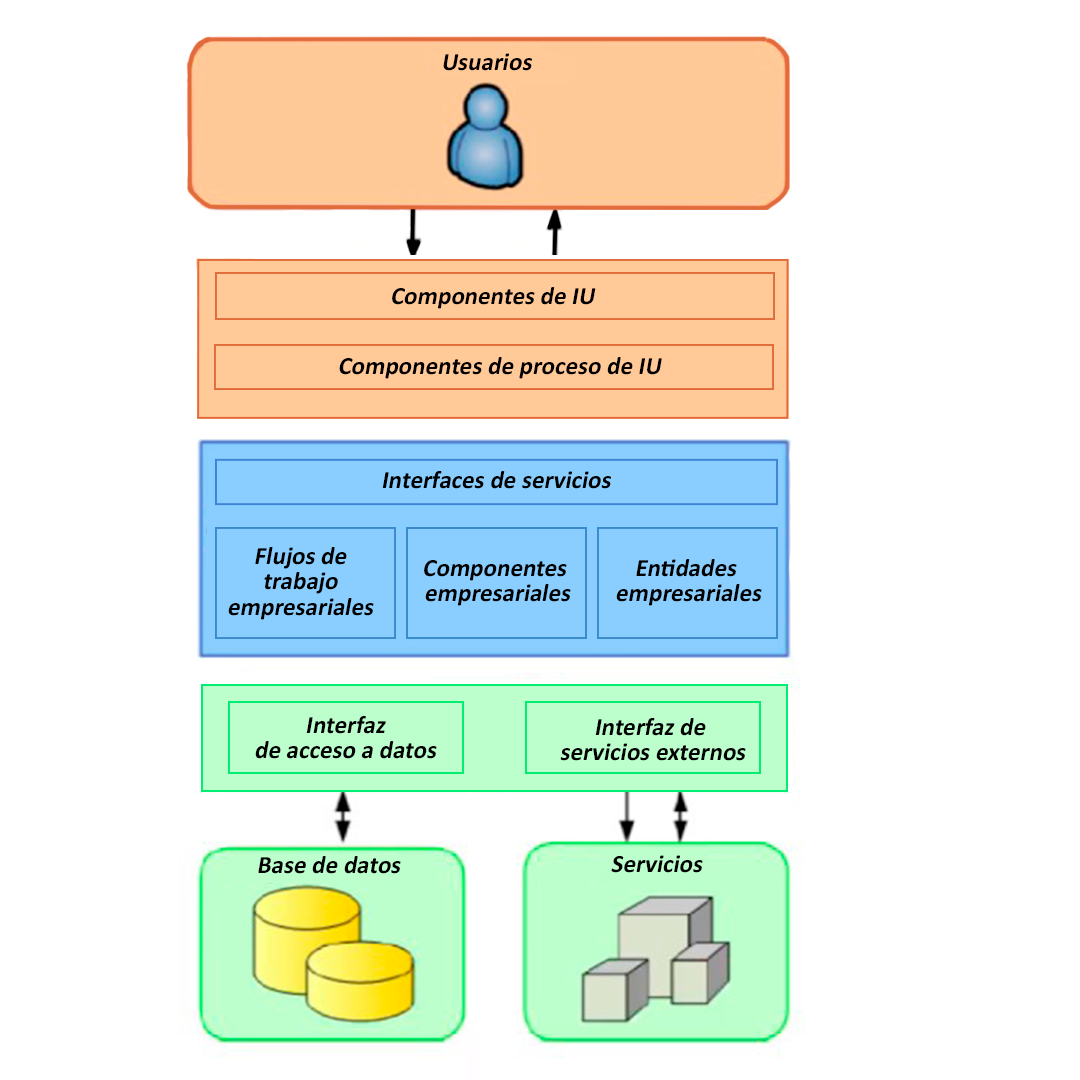 Usuarios
Componentes de IU
Componentes de proceso de IU
Interfaces de servicios
Flujos de
trabajo
empresariales
Componentes
empresariales
Entidades
empresariales
Interfaz
de acceso a datos
Interfaz de
servicios externos
Base de datos
Servicios